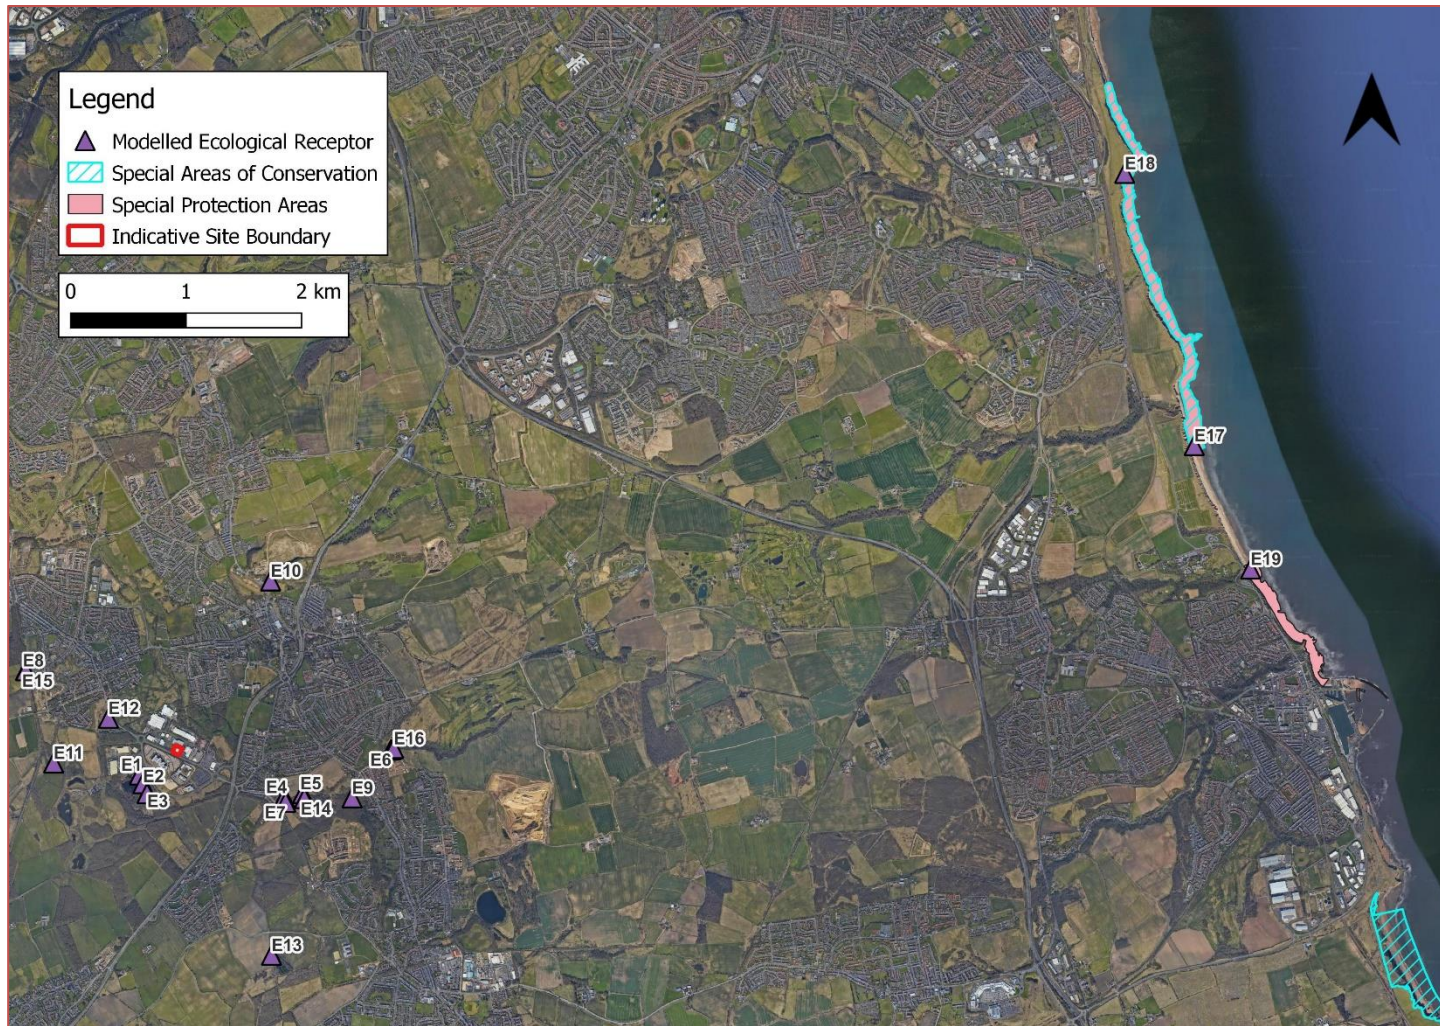 Legend
Modelled Ecological Receptor
Special Areas of Conservation
Special Protection Areas
Indicative Site Boundary
0 1 2 km
E18
E17
E19
E10
E8
E15
E12
E16
E6
E11
E1
E2
E3
E4
E5
E7
E14
E9
E13